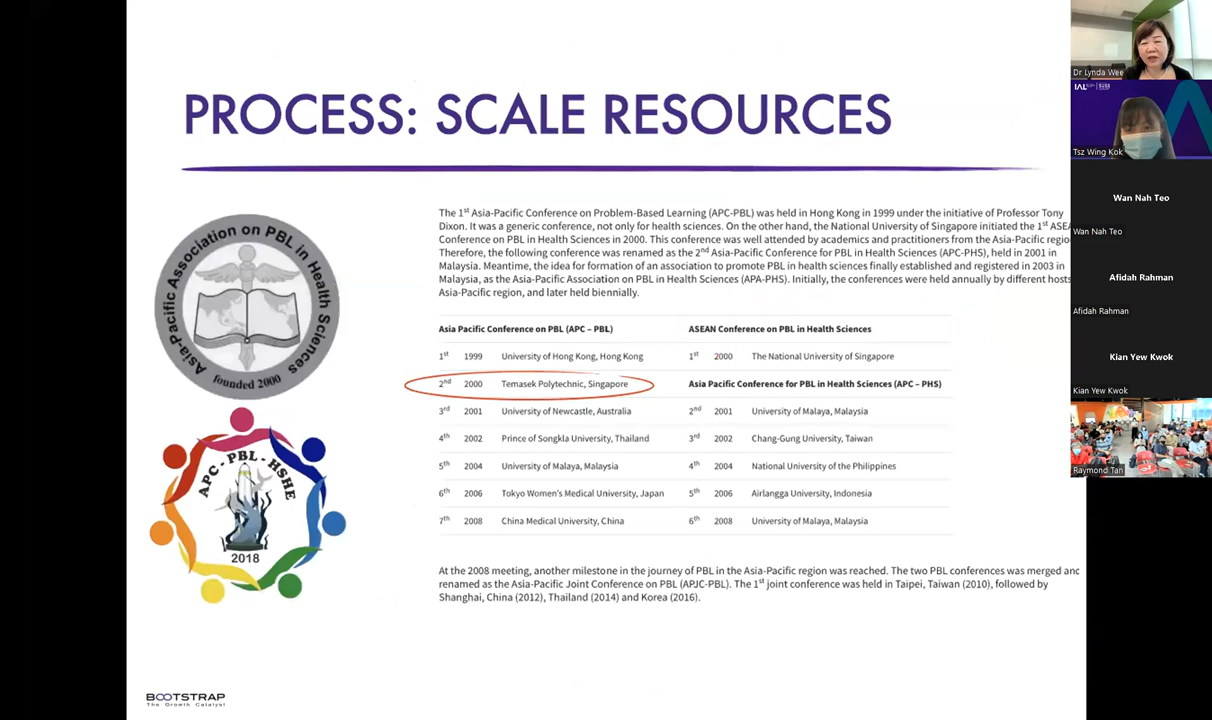 PROCESS: SCALE RESOURCES
Asia-Pacific Association on PBL in Health Sciences
founded 2000
APC-PBL-HSHE
2018
The 1st Asia-Pacific Conference on Problem-Based Learning (APC-PBL) was held in Hong Kong in 1999 under the initiative of Professor Tony
Dixon. It was a generic conference, not only for health sciences. On the other hand, the National University of Singapore initiated the 1st ASEA
Conference on PBL in Health Sciences in 2000. This conference was well attended by academics and practitioners from the Asia-Pacific regio
Therefore, the following conference was renamed as the 2nd Asia-Pacific Conference for PBL in Health Sciences (APC-PHS), held in 2001 in
Malaysia. Meantime, the idea for formation of an association to promote PBL in health sciences finally established and registered in 2003 in
Malaysia, as the Asia-Pacific Association on PBL in Health Sciences (APA-PHS). Initially, the conferences were held annually by different hosts
Asia-Pacific region, and later held biennially.
Asia Pacific Conference on PBL (APC – PBL) ASEAN Conference on PBL in Health Sciences
1st 1999 University of Hong Kong, Hong Kong 1st 2000 The National University of Singapore
2nd 2000 Temasek Polytechnic, Singapore Asia Pacific Conference for PBL in Health Sciences (APC – PHS)
3rd 2001 University of Newcastle, Australia 2nd 2001 University of Malaya, Malaysia
4th 2002 Prince of Songkla University, Thailand 3rd 2002 Chang-Gung University, Taiwan
5th 2004 University of Malaya, Malaysia 4th 2004 National University of the Philippines
6th 2006 Tokyo Women's Medical University, Japan 5th 2006 Airlangga University, Indonesia
7th 2008 China Medical University, China 6th 2008 University of Malaya, Malaysia
At the 2008 meeting, another milestone in the journey of PBL in the Asia-Pacific region was reached. The two PBL conferences was merged and
renamed as the Asia-Pacific Joint Conference on PBL (APJC-PBL). The 1st joint conference was held in Taipei, Taiwan (2010), followed by
Shanghai, China (2012), Thailand (2014) and Korea (2016).
BOOTSTRAP
The Growth Catalyst
Dr Lynda Wee
IAL
Tsz Wing Kok
Wan Nah Teo
Wan Nah Teo
Afidah Rahman
Afidah Rahman
Kian Yew Kwok
Kian Yew Kwok
Raymond Tan